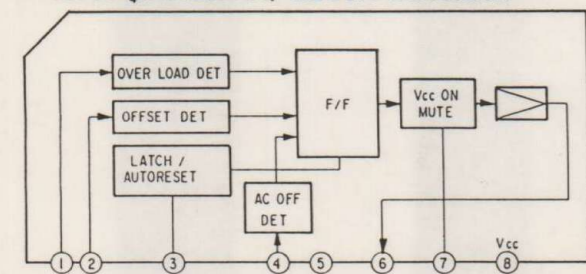 OVER LOAD DET
OFFSET DET
F/F
Vcc ON
MUTE
LATCH /
AUTORESET
AC OFF
DET
Vcc
1 2 3 4 5 6 7 8